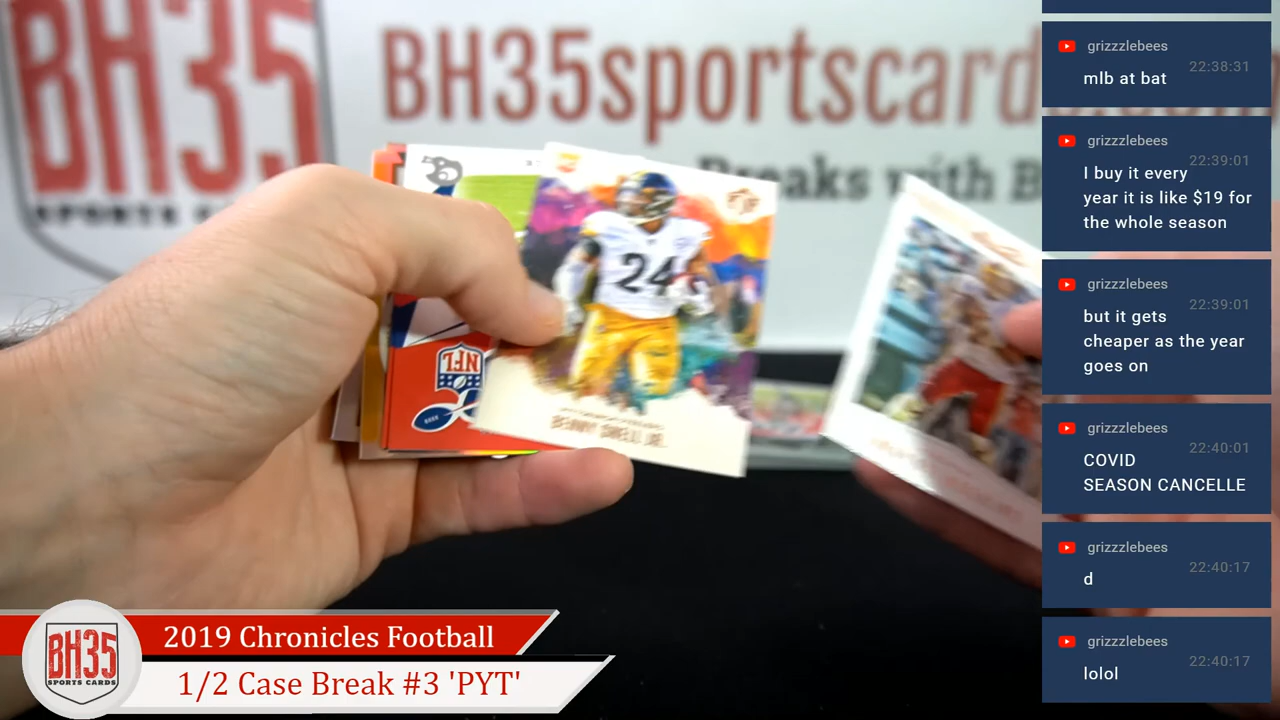 BH35
SPORTS CA
BH35sportscard
Breaks with B
24
NFL
BENNY SNELL JR.
2019 Chronicles Football
1/2 Case Break #3 'PYT'
BH35
SPORTS CARDS
grizzzlebees
22:38:31
mlb at bat
grizzzlebees
22:39:01
I buy it every
year it is like $19 for
the whole season
grizzzlebees
22:39:01
but it gets
cheaper as the year
goes on
grizzzlebees
22:40:01
COVID
SEASON CANCELLE
grizzzlebees
22:40:17
d
grizzzlebees
22:40:17
lolol